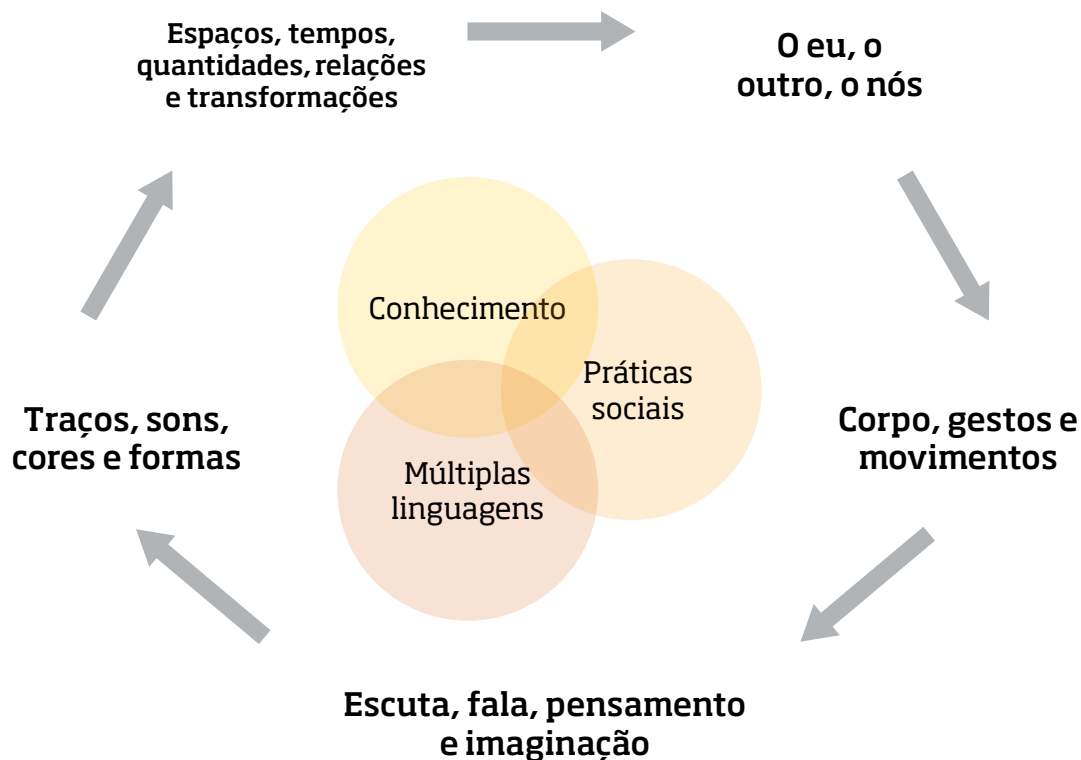 Espaços, tempos,
quantidades, relações
e transformações
O eu, o
outro, o nós
Conhecimento
Práticas
sociais
Traços, sons,
cores e formas
Corpo, gestos e
movimentos
Múltiplas
linguagens
Escuta, fala, pensamento
e imaginação